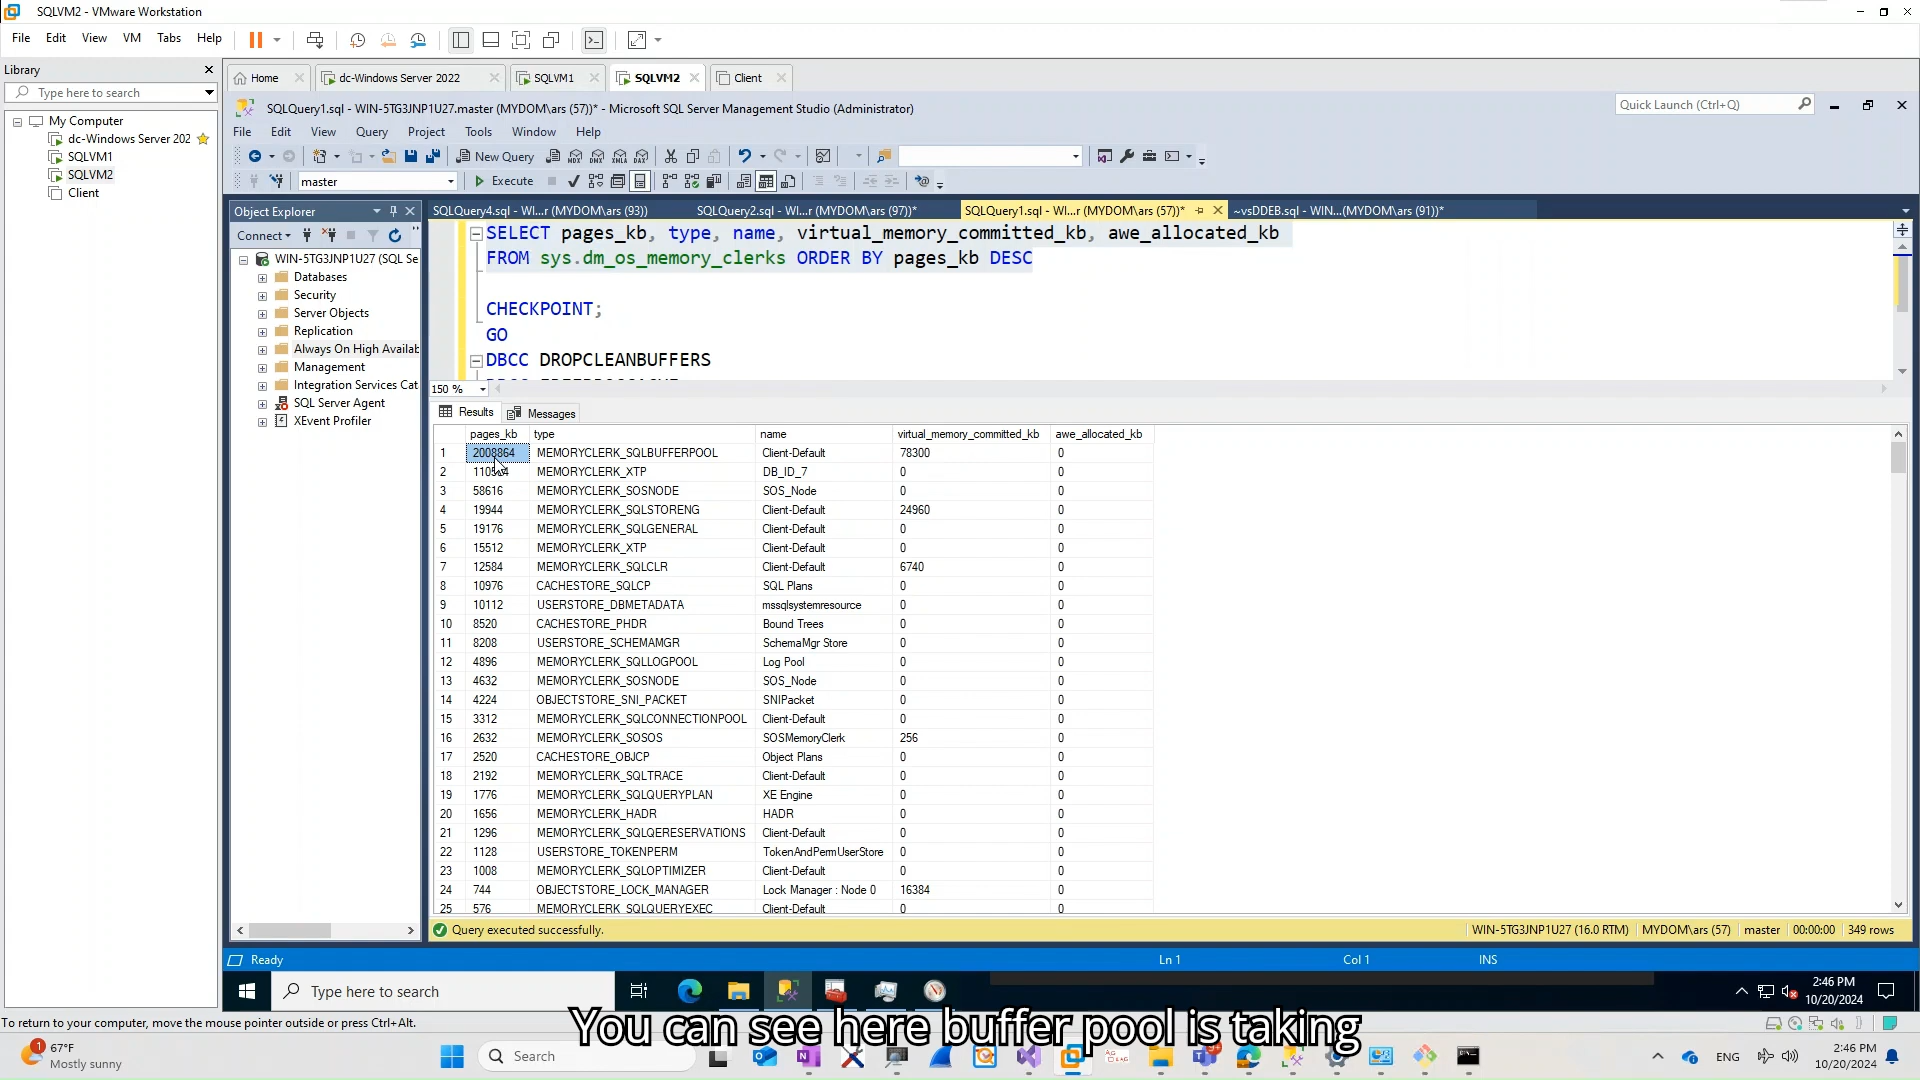 SQLVM2 - VMware Workstation
File Edit View VM Tabs Help
Library
Type here to search
My Computer
dc-Windows Server 202
SQLVM1
SQLVM2
Client
Home
dc-Windows Server 2022
SQLVM1
SQLVM2
Client
SQLQuery1.sql - WIN-5TG3JNP1U27.master (MYDOM\ars (57))* - Microsoft SQL Server Management Studio (Administrator)
Quick Launch (Ctrl+Q)
File Edit View Query Project Tools Window Help
New Query
master
Execute
Object Explorer
Connect
WIN-5TG3JNP1U27 (SQL Se
Databases
Security
Server Objects
Replication
Always On High Availab
Management
Integration Services Cat
SQL Server Agent
XEvent Profiler
SQLQuery4.sql - WI...r (MYDOM\ars (93))
SQLQuery2.sql - WI...r (MYDOM\ars (97))*
SQLQuery1.sql - WI...r (MYDOM\ars (57))*
~vsDDEB.sql - WIN...(MYDOM\ars (91))*
SELECT pages_kb, type, name, virtual_memory_committed_kb, awe_allocated_kb
FROM sys.dm_os_memory_clerks ORDER BY pages_kb DESC
CHECKPOINT;
GO
DBCC DROPCLEANBUFFERS
150 %
Results Messages
pages_kb type name virtual_memory_committed_kb awe_allocated_kb
1 2008864 MEMORYCLERK_SQLBUFFERPOOL Client-Default 78300 0
2 MEMORYCLERK_XTP DB_ID_7 0 0
3 58616 MEMORYCLERK_SOSNODE SOS_Node 0 0
4 19944 MEMORYCLERK_SQLSTORENG Client-Default 24960 0
5 19176 MEMORYCLERK_SQLGENERAL Client-Default 0 0
6 15512 MEMORYCLERK_XTP Client-Default 0 0
7 12584 MEMORYCLERK_SQLCLR Client-Default 6740 0
8 10976 CACHESTORE_SQLCP SQL Plans 0 0
9 10112 USERSTORE_DBMETADATA mssqlsystemresource 0 0
10 8520 CACHESTORE_PHDR Bound Trees 0 0
11 8208 USERSTORE_SCHEMAMGR SchemaMgr Store 0 0
12 4896 MEMORYCLERK_SQLLOGPOOL Log Pool 0 0
13 4632 MEMORYCLERK_SOSNODE SOS_Node 0 0
14 4224 OBJECTSTORE_SNI_PACKET SNIPacket 0 0
15 3312 MEMORYCLERK_SQLCONNECTIONPOOL Client-Default 0 0
16 2632 MEMORYCLERK_SOSOS SOSMemoryClerk 256 0
17 2520 CACHESTORE_OBJCP Object Plans 0 0
18 2192 MEMORYCLERK_SQLTRACE Client-Default 0 0
19 1776 MEMORYCLERK_SQLQUERYPLAN XE Engine 0 0
20 1656 MEMORYCLERK_HADR HADR 0 0
21 1296 MEMORYCLERK_SQLQERESERVATIONS Client-Default 0 0
22 1128 USERSTORE_TOKENPERM TokenAndPermUserStore 0 0
23 1008 MEMORYCLERK_SQLOPTIMIZER Client-Default 0 0
24 744 OBJECTSTORE_LOCK_MANAGER Lock Manager : Node 0 16384 0
25 576 MEMORYCLERK_SQLQUERYEXEC Client-Default 0 0
Query executed successfully.
WIN-5TG3JNP1U27 (16.0 RTM) MYDOM\ars (57) master 00:00:00 349 rows
Ready Ln 1 Col 1 INS
Type here to search
2:46 PM
10/20/2024
You can see here buffer pool is taking
To return to your computer, move the mouse pointer outside or press Ctrl+Alt.
1
67°F
Mostly sunny
Search
ENG
2:46 PM
10/20/2024